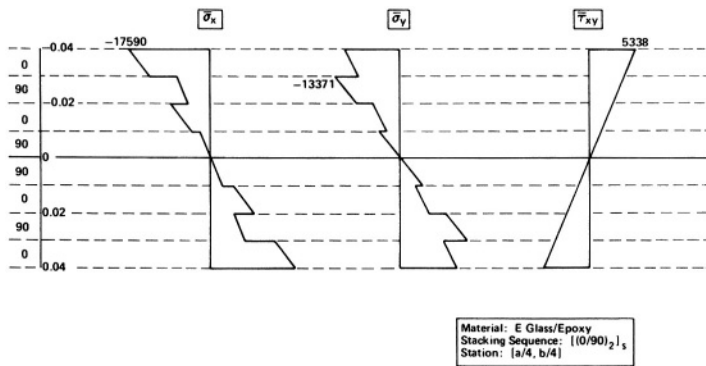 σ̄x σ̄y τ̄xy
−17590 −0.04 5338
0
90 −13371
−0.02
0
90
0
90
0
0.02
90
0
0.04
Material: E Glass/Epoxy
Stacking Sequence: [(0/90)₂]s
Station: [a/4, b/4]